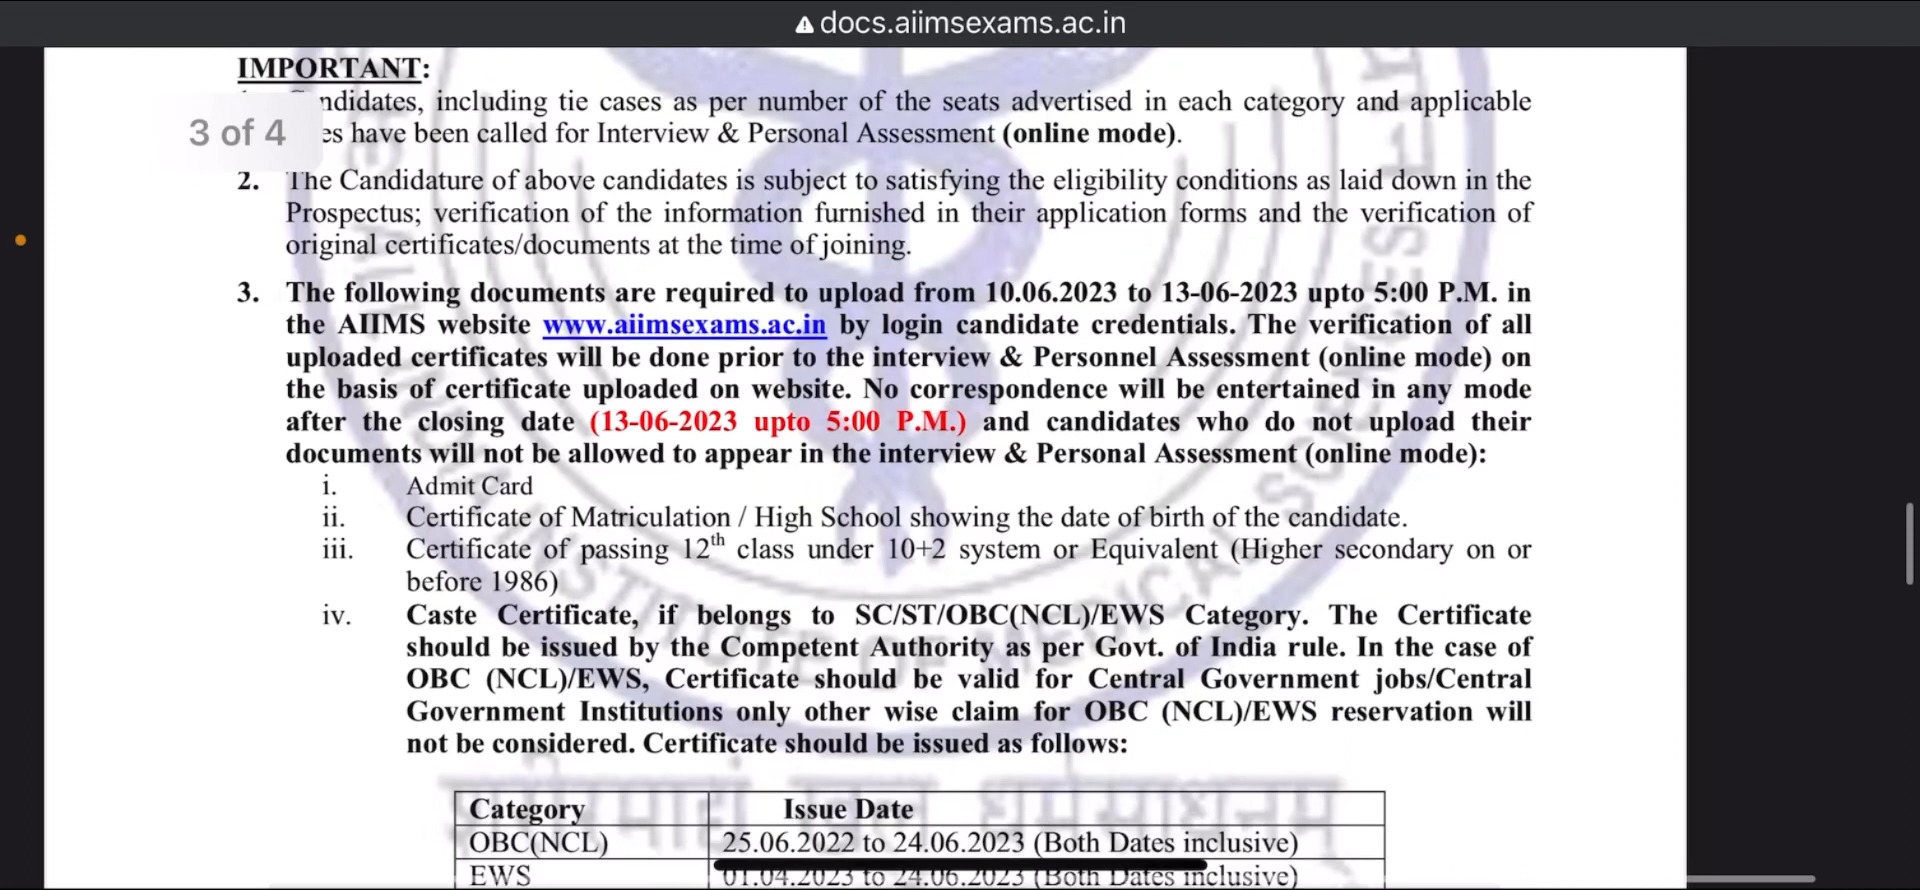 docs.aiimsexams.ac.in
IMPORTANT:
ndidates, including tie cases as per number of the seats advertised in each category and applicable
3 of 4
es have been called for Interview & Personal Assessment (online mode).
2. The Candidature of above candidates is subject to satisfying the eligibility conditions as laid down in the
Prospectus; verification of the information furnished in their application forms and the verification of
original certificates/documents at the time of joining.
3. The following documents are required to upload from 10.06.2023 to 13-06-2023 upto 5:00 P.M. in
the AIIMS website www.aiimsexams.ac.in by login candidate credentials. The verification of all
uploaded certificates will be done prior to the interview & Personnel Assessment (online mode) on
the basis of certificate uploaded on website. No correspondence will be entertained in any mode
after the closing date (13-06-2023 upto 5:00 P.M.) and candidates who do not upload their
documents will not be allowed to appear in the interview & Personal Assessment (online mode):
i. Admit Card
ii. Certificate of Matriculation / High School showing the date of birth of the candidate.
iii. Certificate of passing 12th class under 10+2 system or Equivalent (Higher secondary on or
before 1986)
iv. Caste Certificate, if belongs to SC/ST/OBC(NCL)/EWS Category. The Certificate
should be issued by the Competent Authority as per Govt. of India rule. In the case of
OBC (NCL)/EWS, Certificate should be valid for Central Government jobs/Central
Government Institutions only other wise claim for OBC (NCL)/EWS reservation will
not be considered. Certificate should be issued as follows:
Category Issue Date
OBC(NCL) 25.06.2022 to 24.06.2023 (Both Dates inclusive)
EWS 01.04.2023 to 24.06.2023 (Both Dates inclusive)